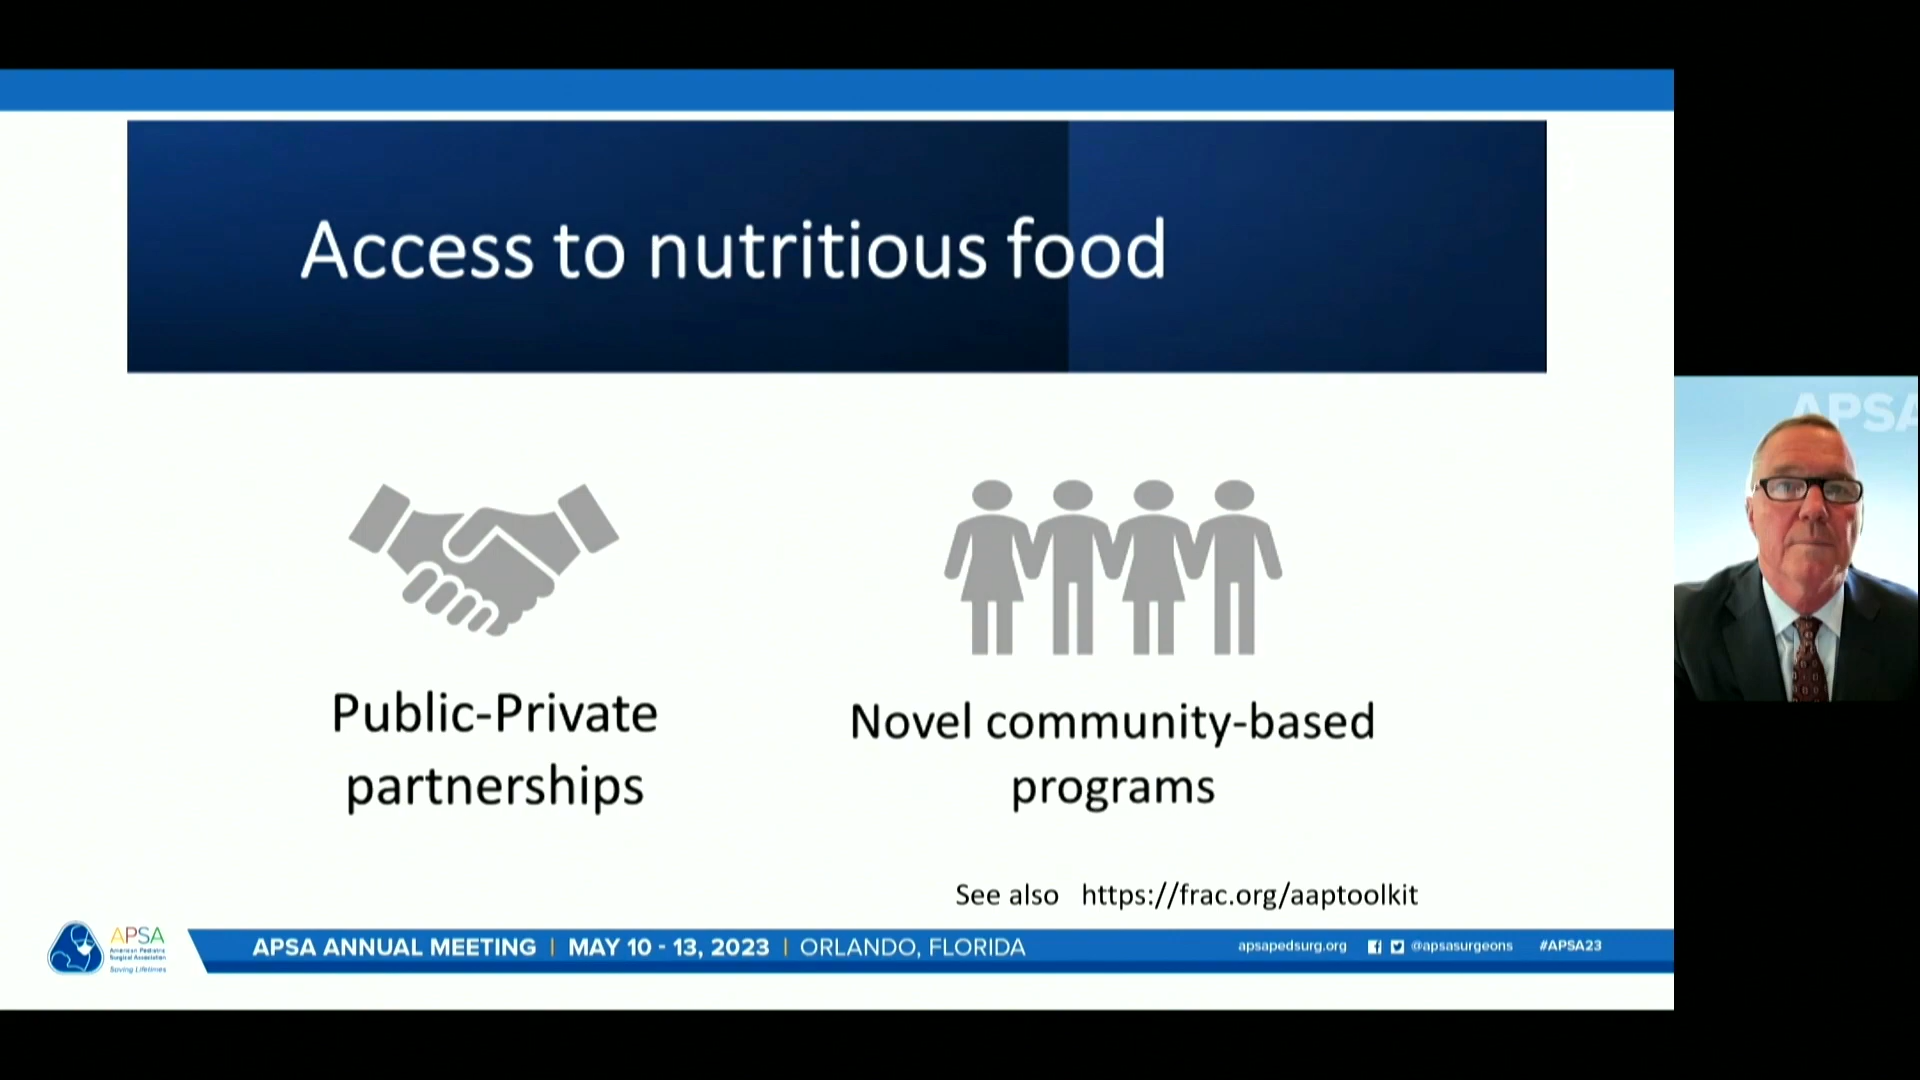 Access to nutritious food
APSA
Public-Private
partnerships
Novel community-based
programs
See also https://frac.org/aaptoolkit
APSA
American Pediatric
Surgical Association
Saving Lifetimes
APSA ANNUAL MEETING | MAY 10 - 13, 2023 | ORLANDO, FLORIDA
apsapedsurg.org @apsasurgeons #APSA23